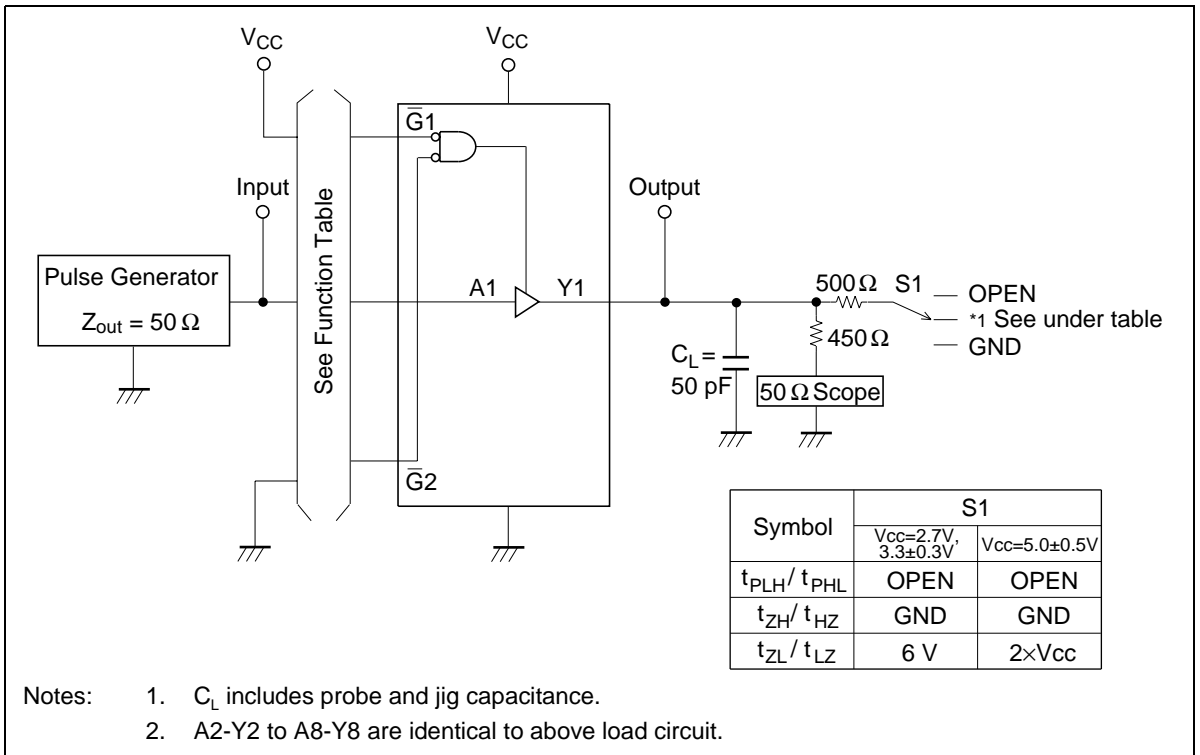 VCC
VCC
G̅1
Input
Output
See Function Table
Pulse Generator
Zout = 50 Ω
A1
Y1
500 Ω
S1
OPEN
*1 See under table
GND
450 Ω
CL =
50 pF
50 Ω Scope
G̅2
Symbol
S1
Vcc=2.7V,
3.3±0.3V
Vcc=5.0±0.5V
tPLH / tPHL
OPEN
OPEN
tZH / tHZ
GND
GND
tZL / tLZ
6 V
2×Vcc
Notes: 1. CL includes probe and jig capacitance.
2. A2-Y2 to A8-Y8 are identical to above load circuit.